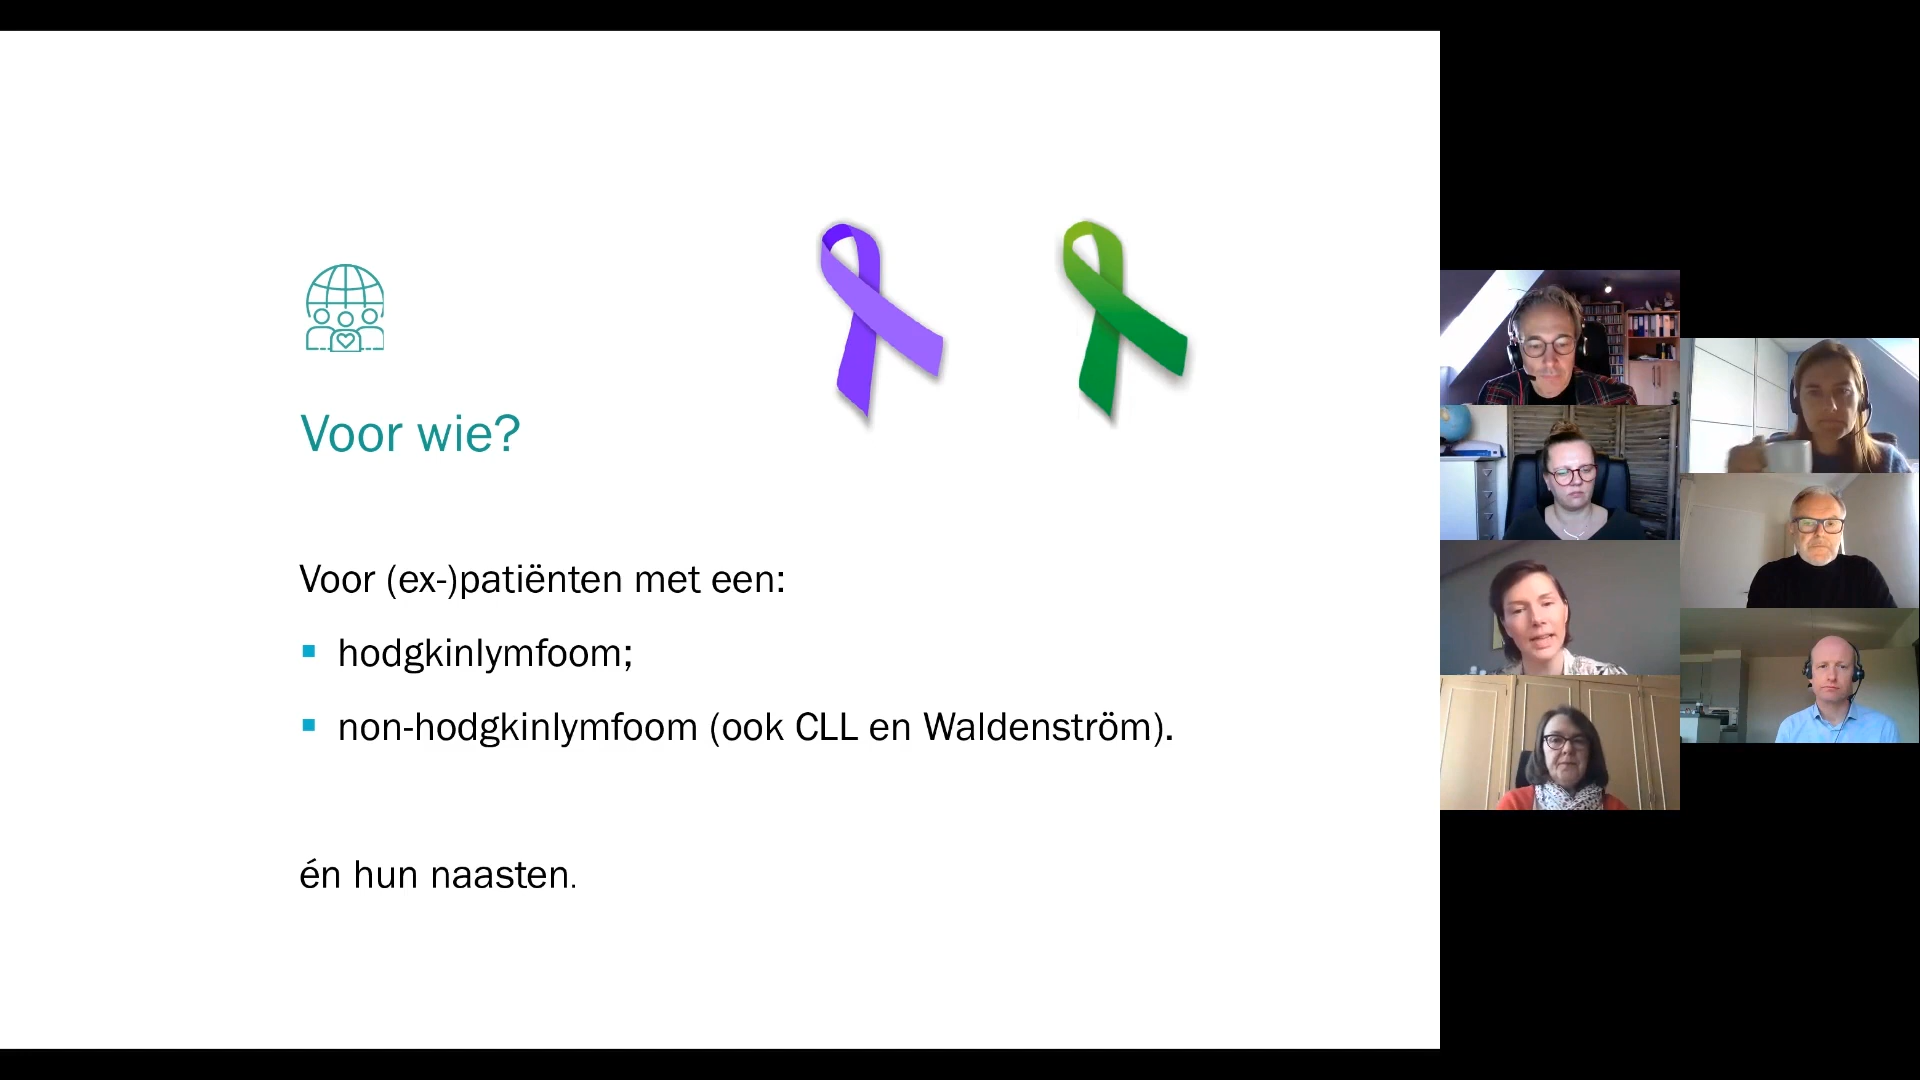 Voor wie?
Voor (ex-)patiënten met een:
hodgkinlymfoom;
non-hodgkinlymfoom (ook CLL en Waldenström).
én hun naasten.